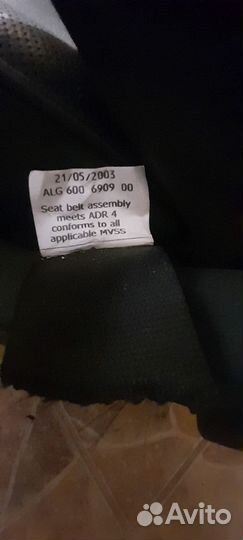 21/05/2003
ALG 600 6909 00
Seat belt assembly
meets ADR 4
conforms to all
applicable MVSS
Avito